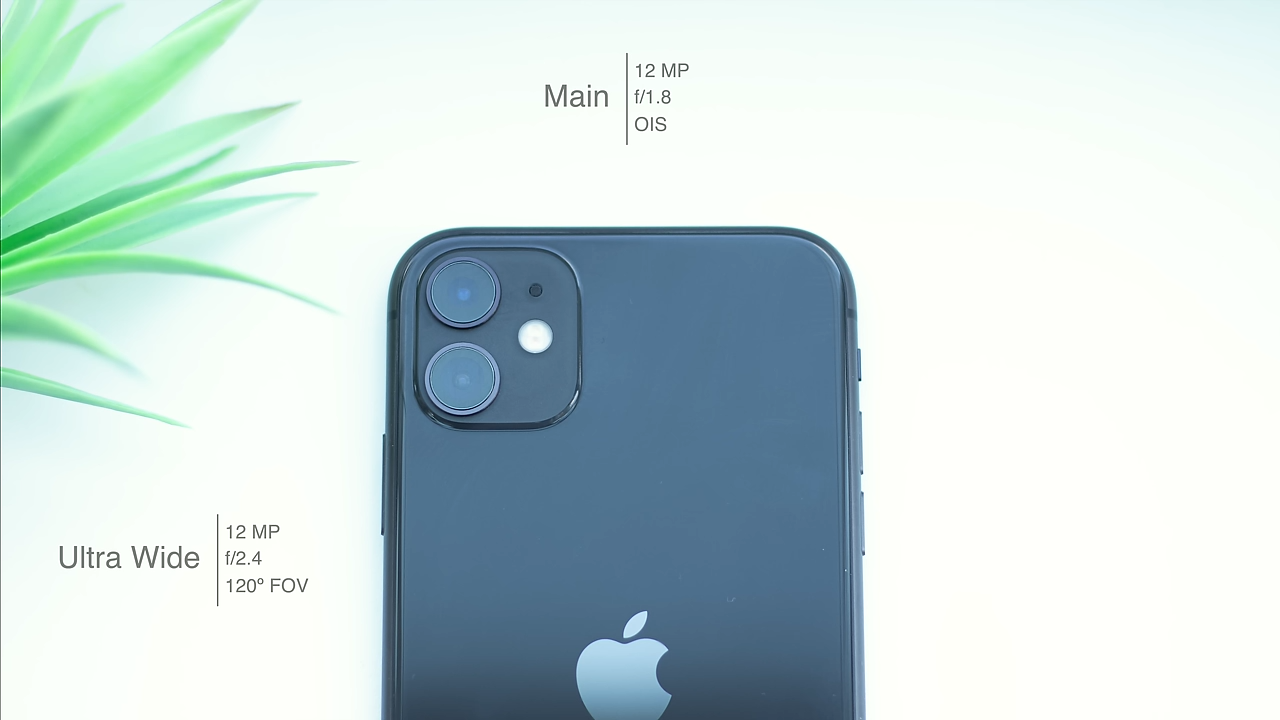 Main
12 MP
f/1.8
OIS
Ultra Wide
12 MP
f/2.4
120º FOV